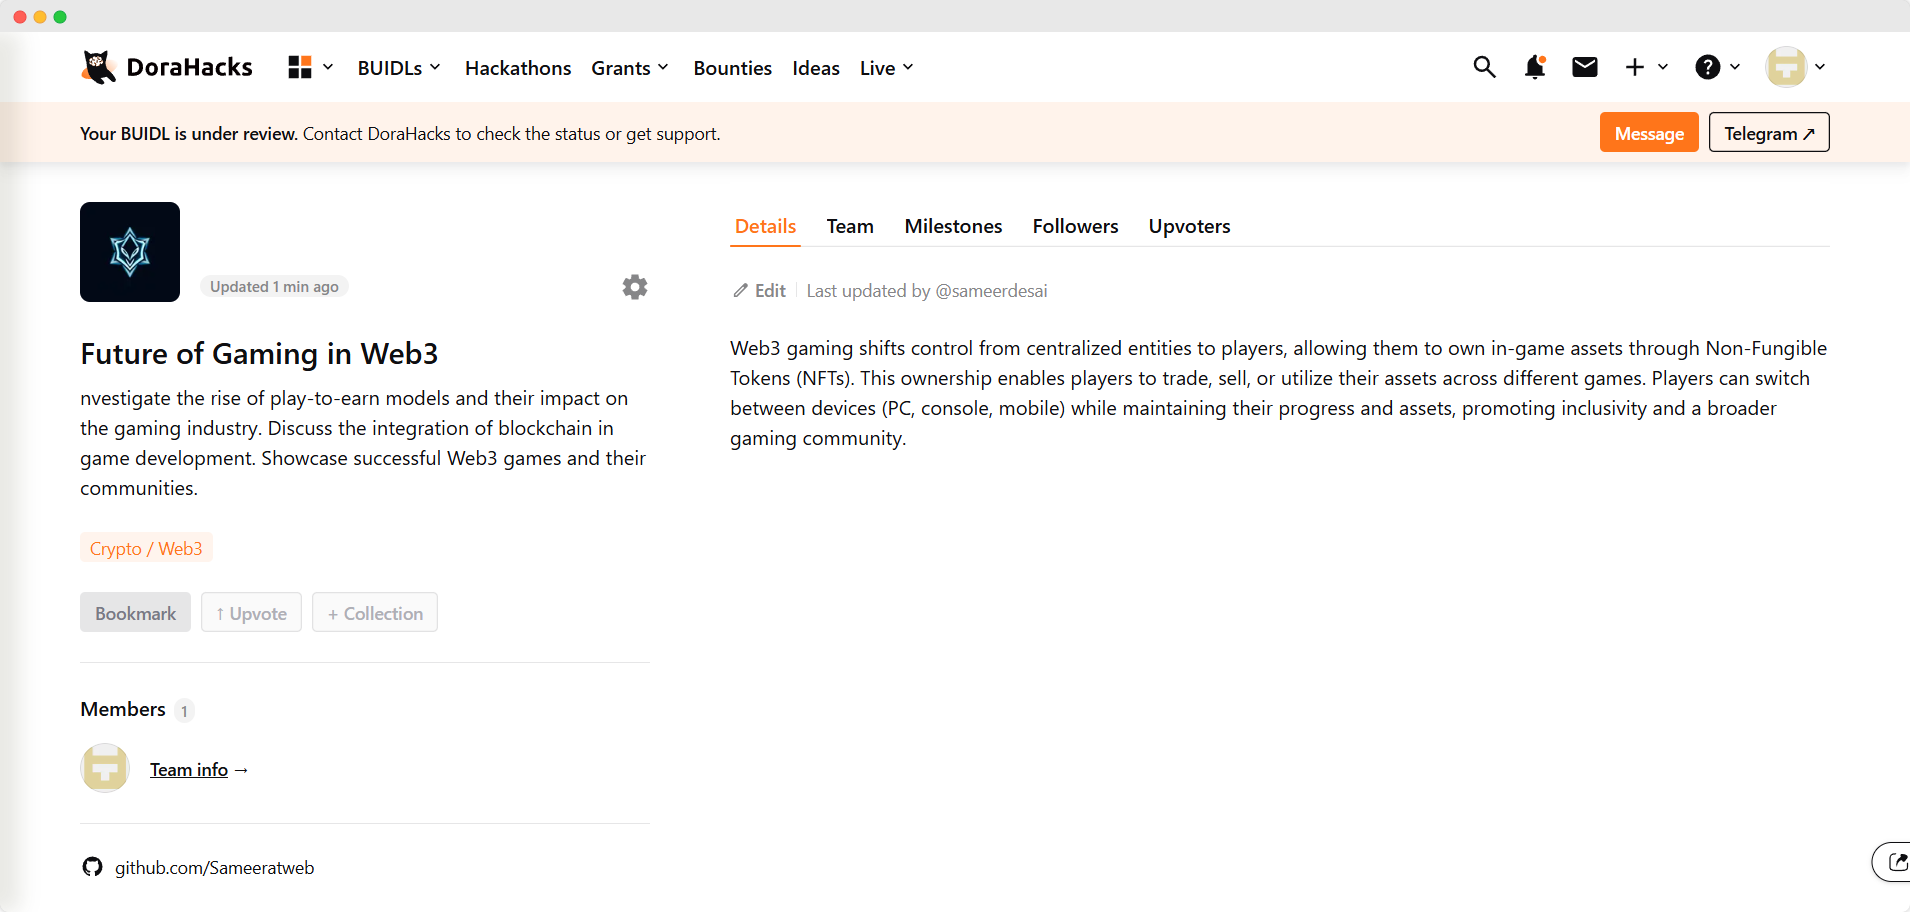 DoraHacks
BUIDLs
Hackathons
Grants
Bounties
Ideas
Live
Your BUIDL is under review. Contact DoraHacks to check the status or get support.
Message
Telegram ↗
Updated 1 min ago
Future of Gaming in Web3
nvestigate the rise of play-to-earn models and their impact on
the gaming industry. Discuss the integration of blockchain in
game development. Showcase successful Web3 games and their
communities.
Crypto / Web3
Bookmark
↑ Upvote
+ Collection
Members 1
Team info →
github.com/Sameeratweb
Details
Team
Milestones
Followers
Upvoters
Edit
Last updated by @sameerdesai
Web3 gaming shifts control from centralized entities to players, allowing them to own in-game assets through Non-Fungible
Tokens (NFTs). This ownership enables players to trade, sell, or utilize their assets across different games. Players can switch
between devices (PC, console, mobile) while maintaining their progress and assets, promoting inclusivity and a broader
gaming community.